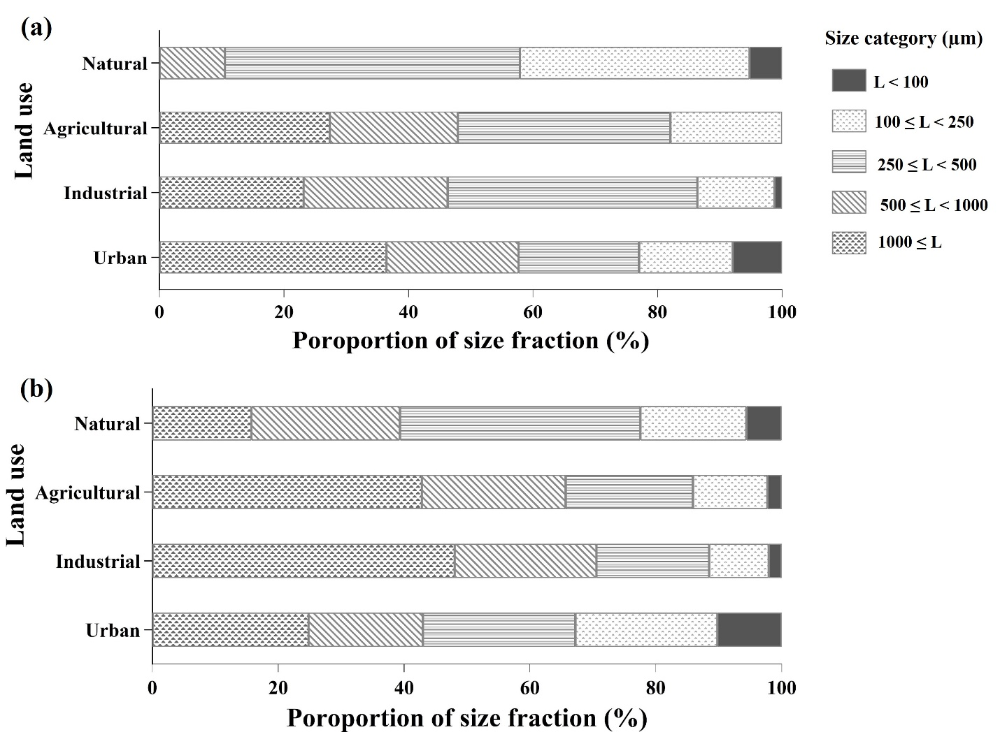 (a)
Land use
Natural
Agricultural
Industrial
Urban
0 20 40 60 80 100
Poroportion of size fraction (%)
Size category (μm)
L < 100
100 ≤ L < 250
250 ≤ L < 500
500 ≤ L < 1000
1000 ≤ L
(b)
Land use
Natural
Agricultural
Industrial
Urban
0 20 40 60 80 100
Poroportion of size fraction (%)